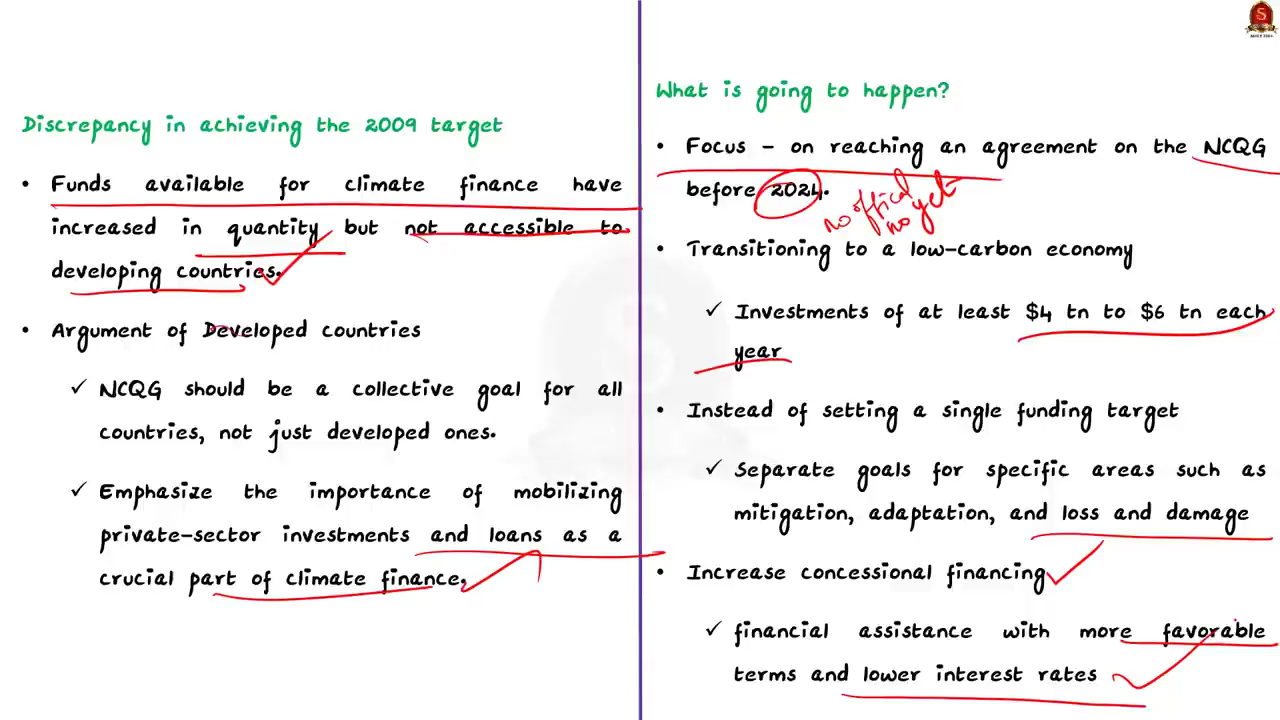 Discrepancy in achieving the 2009 target
• Funds available for climate finance have
increased in quantity but not accessible to
developing countries.
• Argument of Developed countries
✓ NCQG should be a collective goal for all
countries, not just developed ones.
✓ Emphasize the importance of mobilizing
private-sector investments and loans as a
crucial part of climate finance.
S
SINCE 2004
What is going to happen?
• Focus - on reaching an agreement on the NCQG
before 2024.
no offical
no yet
• Transitioning to a low-carbon economy
✓ Investments of at least $4 tn to $6 tn each
year
• Instead of setting a single funding target
✓ Separate goals for specific areas such as
mitigation, adaptation, and loss and damage
• Increase concessional financing
✓ financial assistance with more favorable
terms and lower interest rates